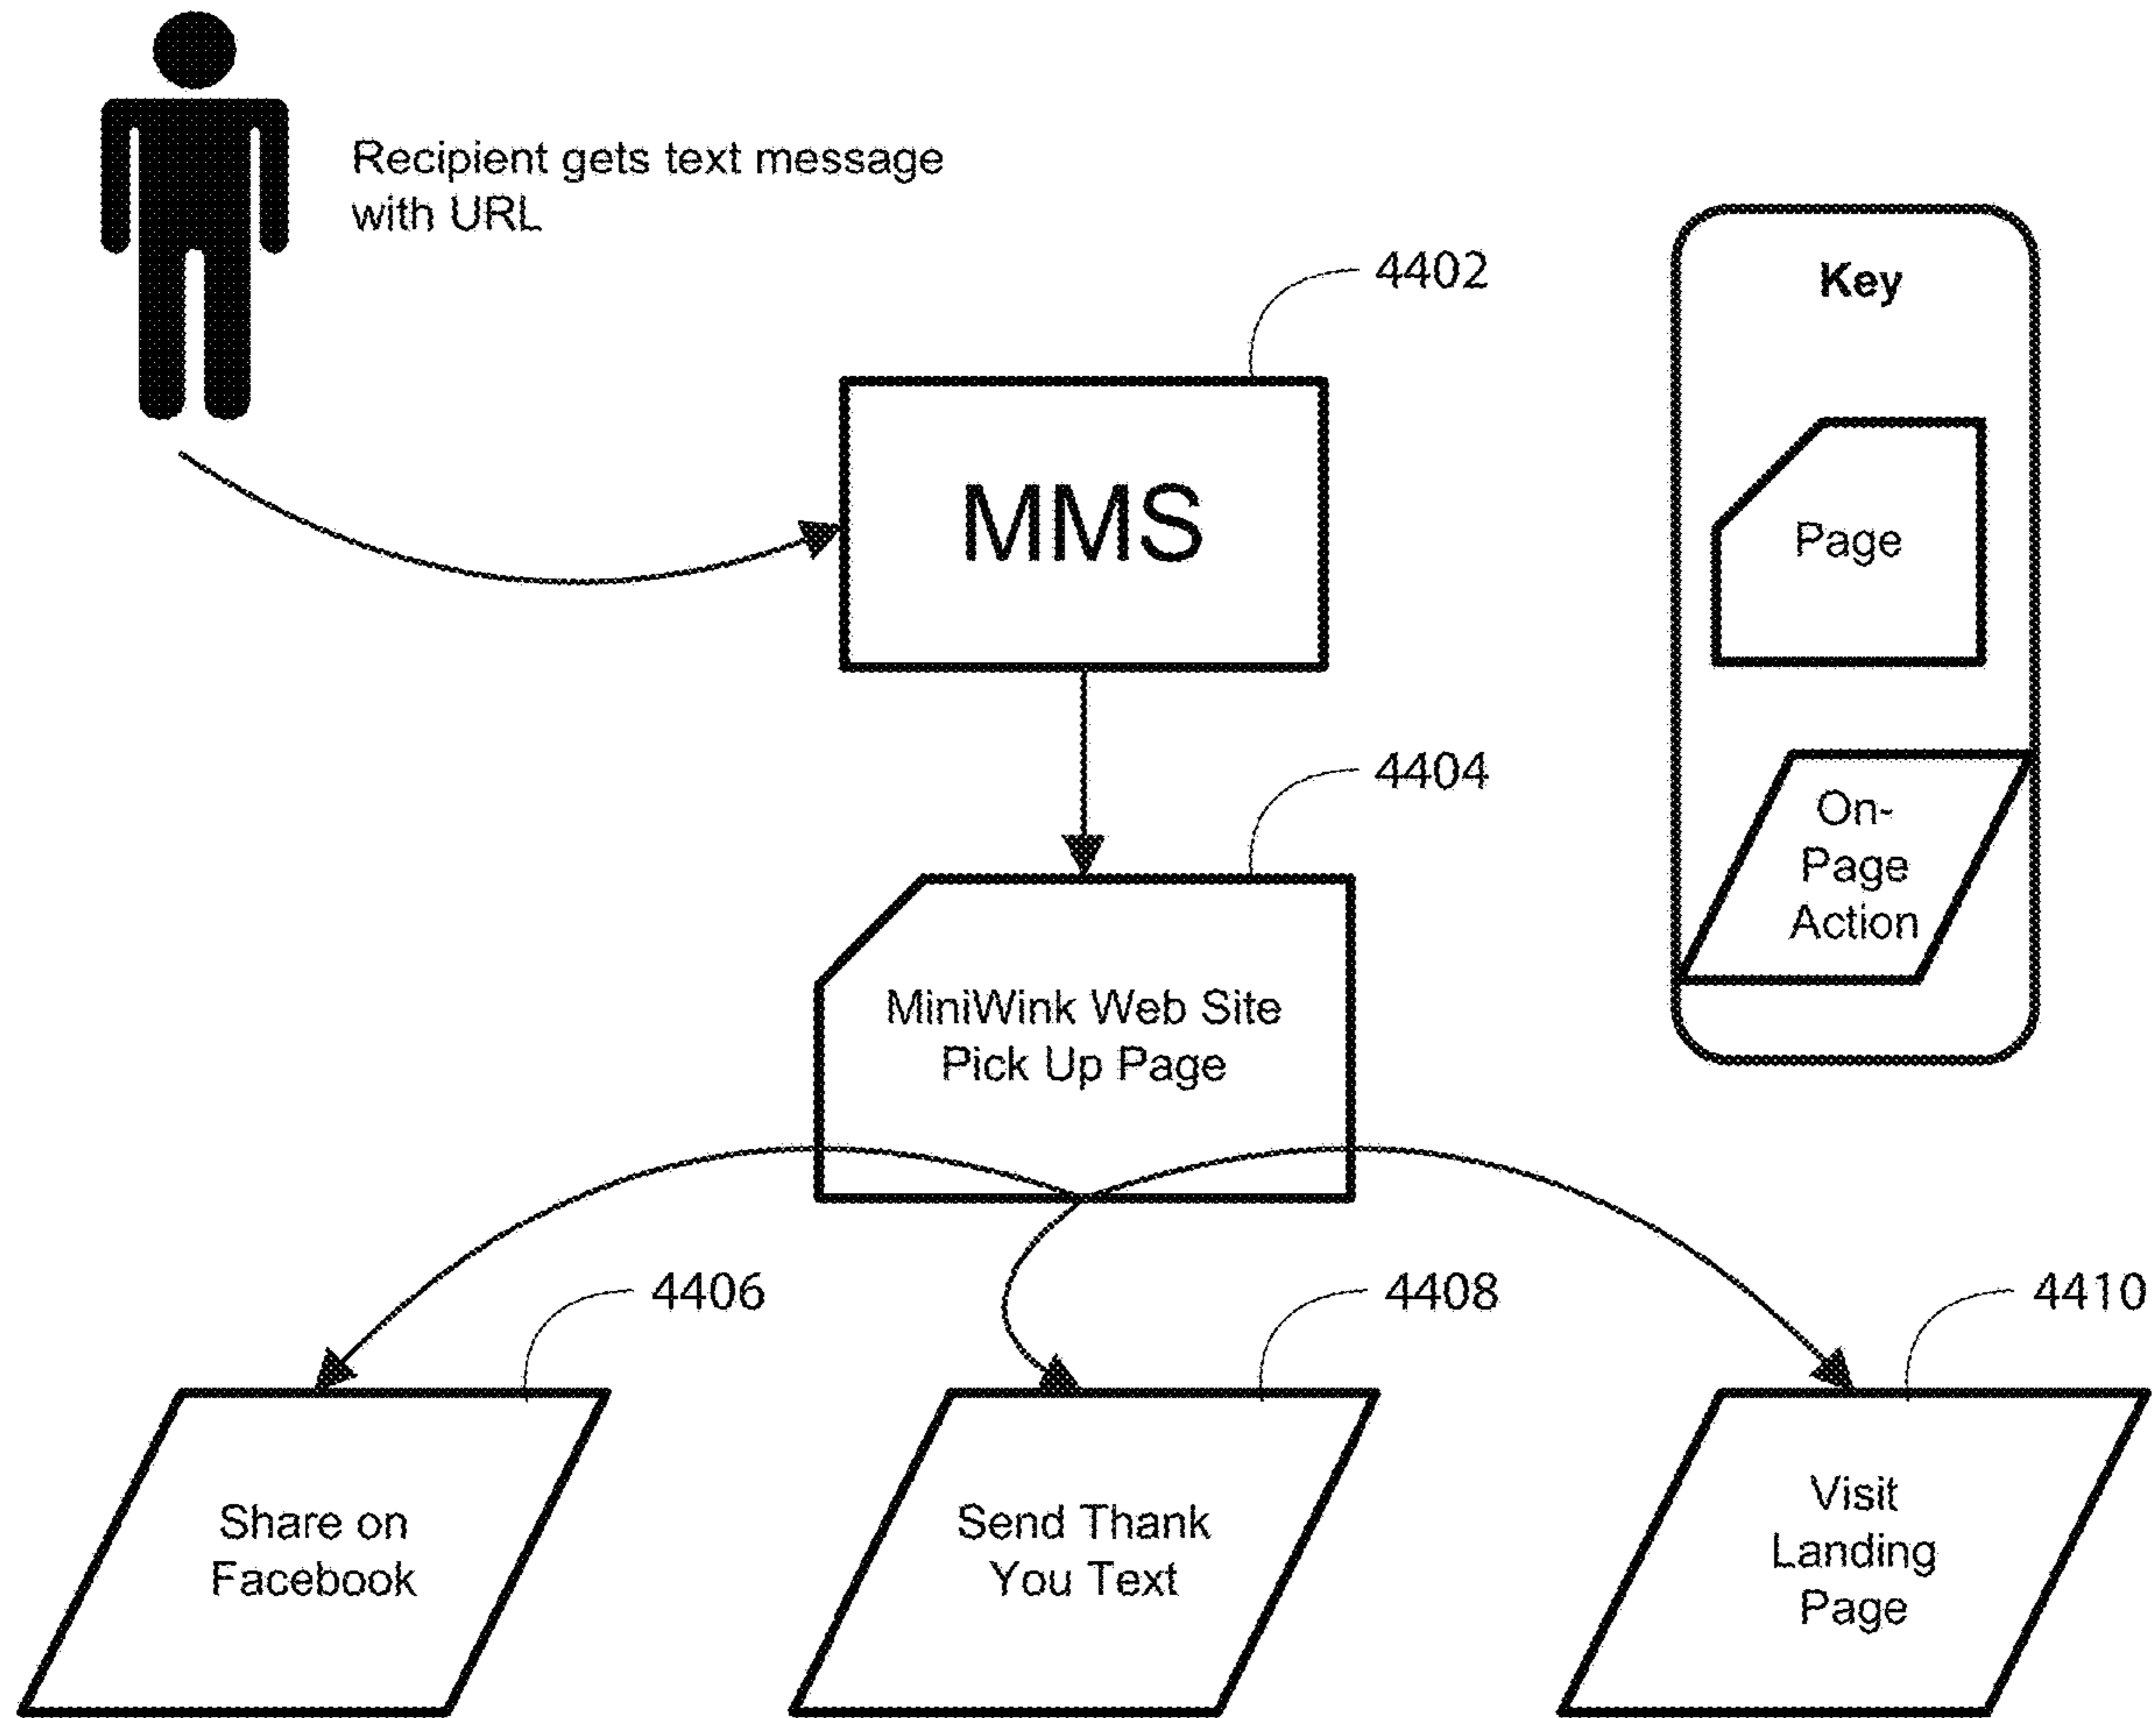 Recipient gets text message
with URL
4402
Key
MMS
Page
4404
On-
Page
Action
MiniWink Web Site
Pick Up Page
4406
4408
4410
Share on
Facebook
Send Thank
You Text
Visit
Landing
Page